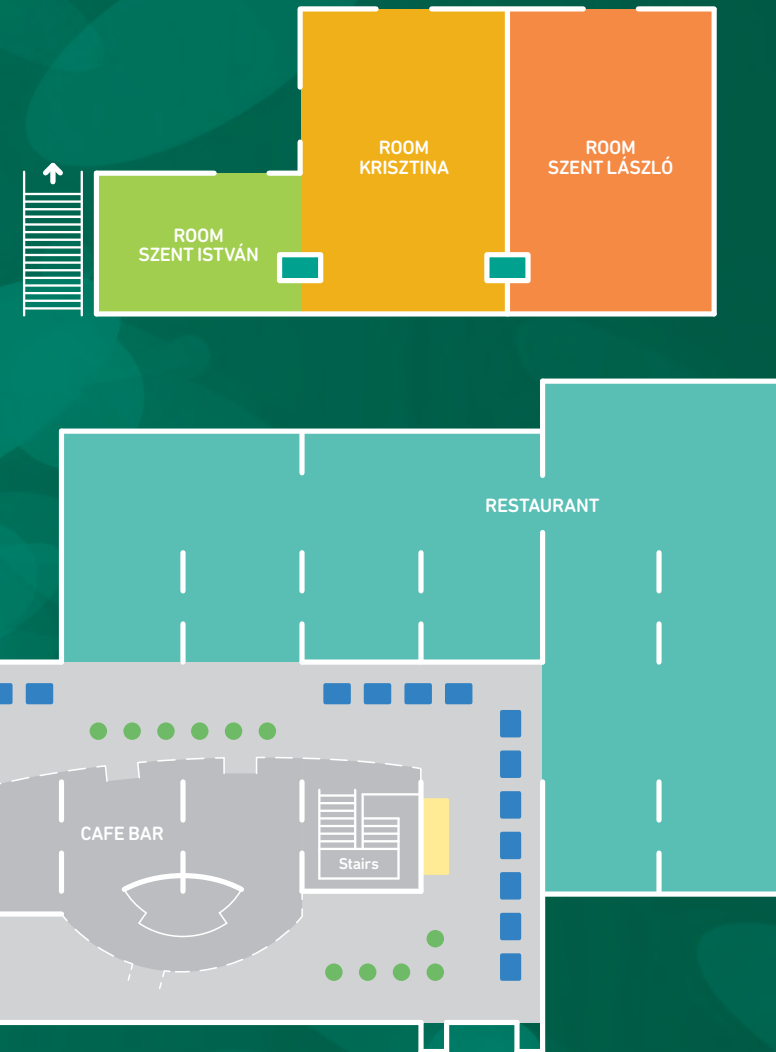 ROOM
KRISZTINA
ROOM
SZENT LÁSZLÓ
ROOM
SZENT ISTVÁN
RESTAURANT
CAFE BAR
Stairs